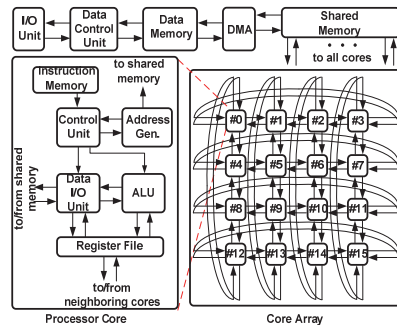 I/O Unit
Data Control Unit
Data Memory
DMA
Shared Memory
to shared memory
to all cores
Instruction Memory
Control Unit
Address Gen.
to/from shared memory
Data I/O Unit
ALU
Register File
to/from neighboring cores
Processor Core
#0 #1 #2 #3
#4 #5 #6 #7
#8 #9 #10 #11
#12 #13 #14 #15
Core Array